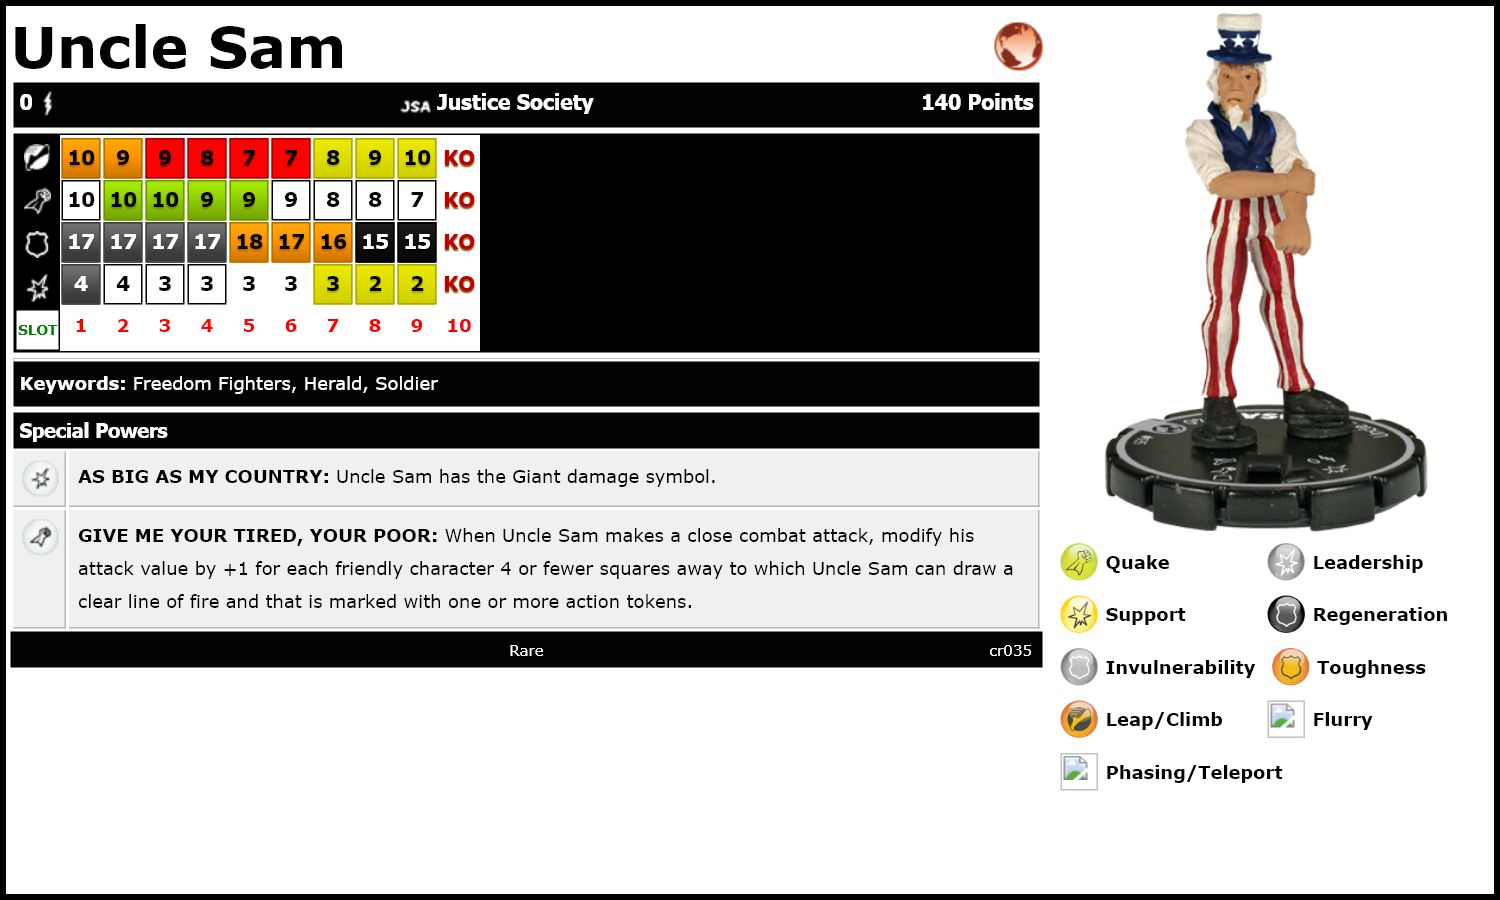 Uncle Sam
0 JSA Justice Society 140 Points
10 9 9 8 7 7 8 9 10 KO
10 10 10 9 9 9 8 8 7 KO
17 17 17 17 18 17 16 15 15 KO
4 4 3 3 3 3 3 2 2 KO
SLOT 1 2 3 4 5 6 7 8 9 10
Keywords: Freedom Fighters, Herald, Soldier
Special Powers
AS BIG AS MY COUNTRY: Uncle Sam has the Giant damage symbol.
GIVE ME YOUR TIRED, YOUR POOR: When Uncle Sam makes a close combat attack, modify his
attack value by +1 for each friendly character 4 or fewer squares away to which Uncle Sam can draw a
clear line of fire and that is marked with one or more action tokens.
Rare cr035
Quake Leadership
Support Regeneration
Invulnerability Toughness
Leap/Climb Flurry
Phasing/Teleport